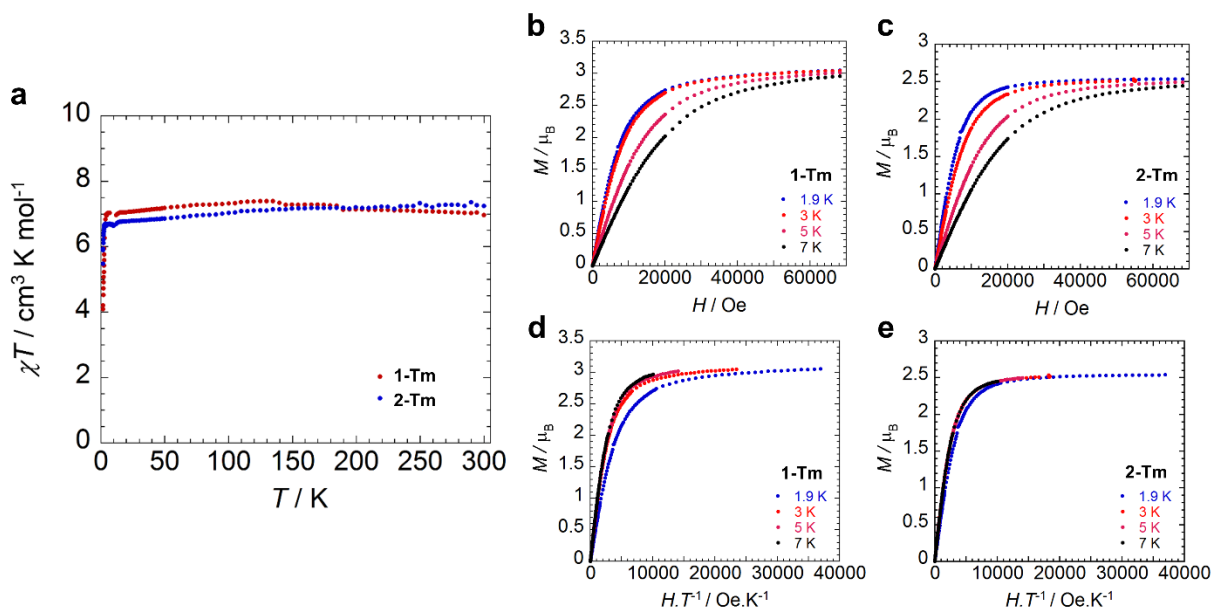 a
χT / cm³ K mol⁻¹
10
8
6
4
2
0
0 50 100 150 200 250 300
T / K
1-Tm
2-Tm
b
M / μB
3.5
3
2.5
2
1.5
1
0.5
0
0 20000 40000 60000
H / Oe
1-Tm
1.9 K
3 K
5 K
7 K
c
M / μB
3
2.5
2
1.5
1
0.5
0
0 20000 40000 60000
H / Oe
2-Tm
1.9 K
3 K
5 K
7 K
d
M / μB
3.5
3
2.5
2
1.5
1
0.5
0
0 10000 20000 30000 40000
H.T⁻¹ / Oe.K⁻¹
1-Tm
1.9 K
3 K
5 K
7 K
e
M / μB
3
2.5
2
1.5
1
0.5
0
0 10000 20000 30000 40000
H.T⁻¹ / Oe.K⁻¹
2-Tm
1.9 K
3 K
5 K
7 K